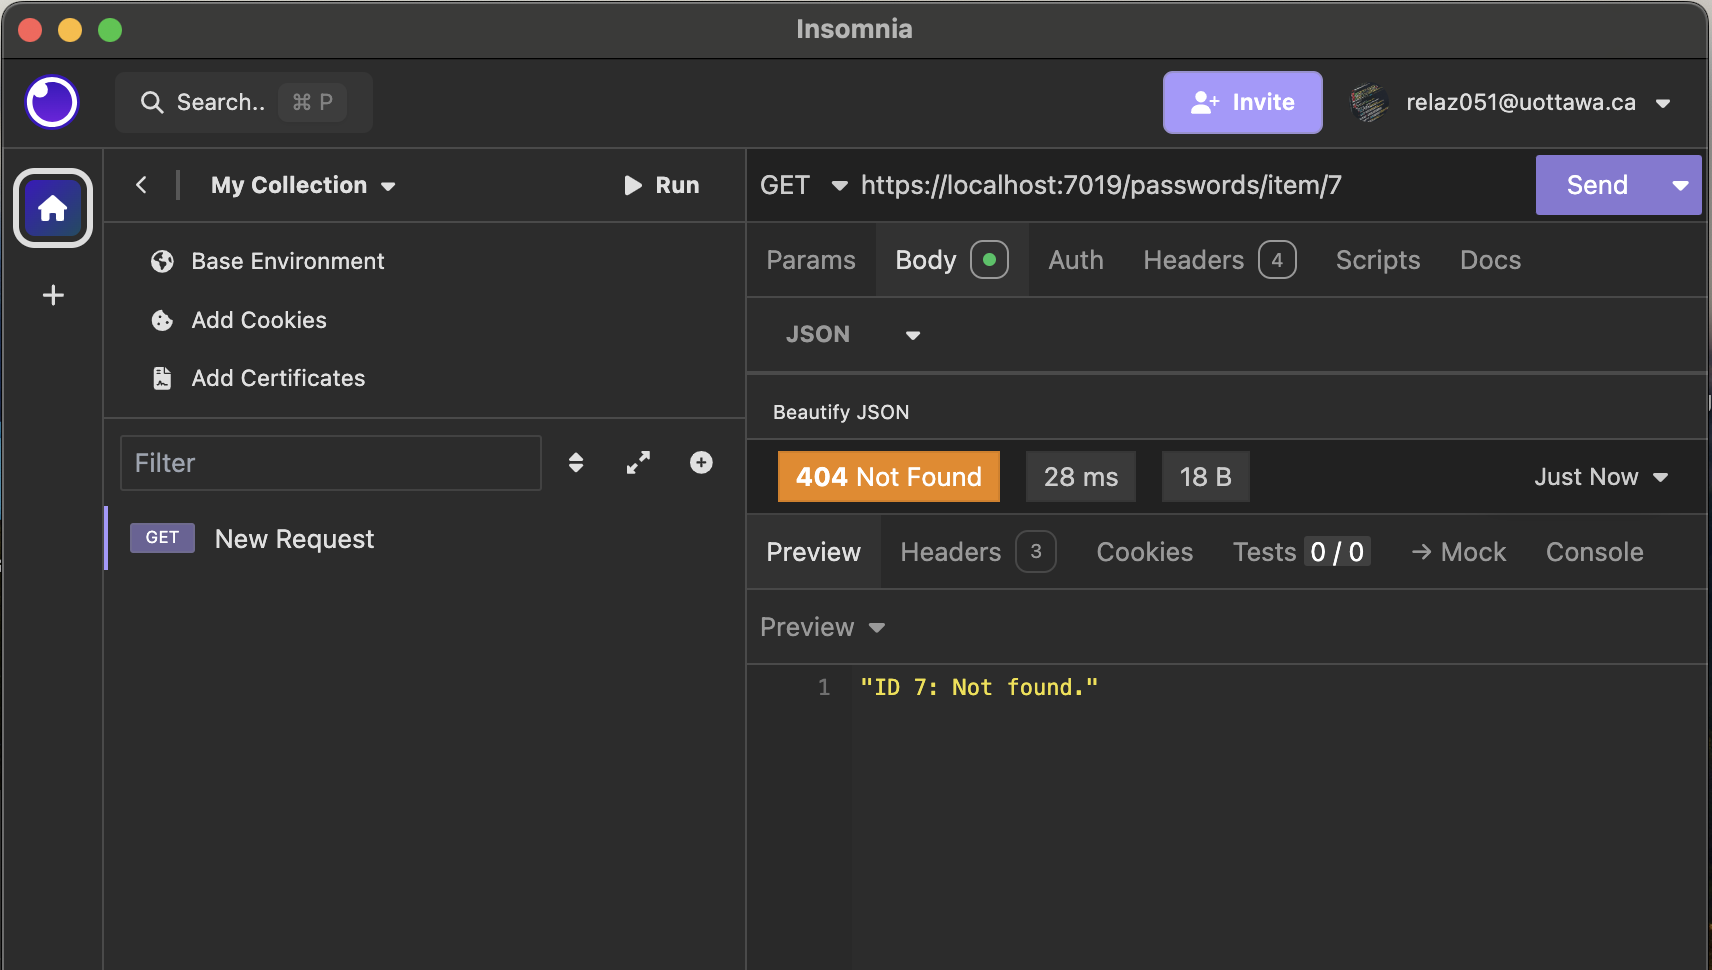 Insomnia
Search.. ⌘ P
Invite
relaz051@uottawa.ca
My Collection
Run
Base Environment
Add Cookies
Add Certificates
Filter
GET New Request
GET https://localhost:7019/passwords/item/7 Send
Params Body Auth Headers 4 Scripts Docs
JSON
Beautify JSON
404 Not Found 28 ms 18 B Just Now
Preview Headers 3 Cookies Tests 0 / 0 → Mock Console
Preview
1 "ID 7: Not found."